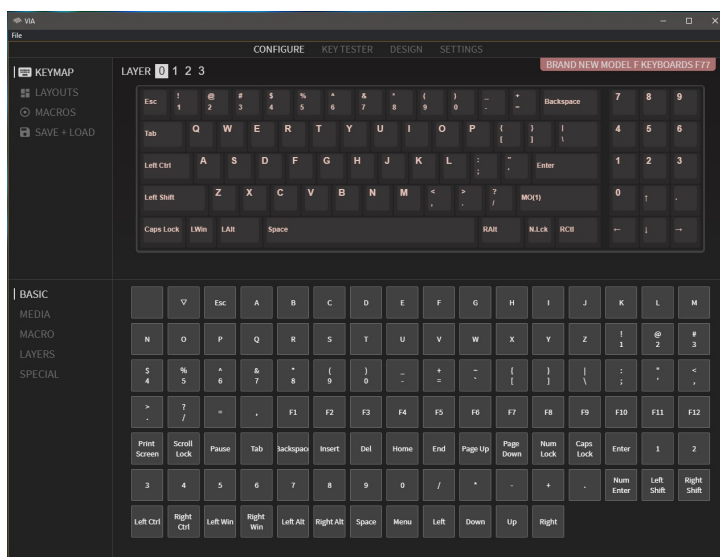 VIA
File
CONFIGURE KEY TESTER DESIGN SETTINGS
BRAND NEW MODEL F KEYBOARDS F77
KEYMAP
LAYOUTS
MACROS
SAVE + LOAD
LAYER 0 1 2 3
Esc ! 1 @ 2 # 3 $ 4 % 5 ^ 6 & 7 * 8 ( 9 ) 0 _ - + = Backspace 7 8 9
Tab Q W E R T Y U I O P { [ } ] | \ 4 5 6
Left Ctrl A S D F G H J K L : ; " ' Enter 1 2 3
Left Shift Z X C V B N M < , > . ? / MO(1) 0 ↑ .
Caps Lock LWin LAlt Space RAlt N.Lck RCtl ← ↓ →
BASIC
MEDIA
MACRO
LAYERS
SPECIAL
▽ Esc A B C D E F G H I J K L M
N O P Q R S T U V W X Y Z ! 1 @ 2 # 3
$ 4 % 5 ^ 6 & 7 * 8 ( 9 ) 0 _ - + = ~ ` { [ } ] | \ : ; " ' < ,
> . ? / = , F1 F2 F3 F4 F5 F6 F7 F8 F9 F10 F11 F12
Print Screen Scroll Lock Pause Tab Backspace Insert Del Home End Page Up Page Down Num Lock Caps Lock Enter 1 2
3 4 5 6 7 8 9 0 / * - + . Num Enter Left Shift Right Shift
Left Ctrl Right Ctrl Left Win Right Win Left Alt Right Alt Space Menu Left Down Up Right